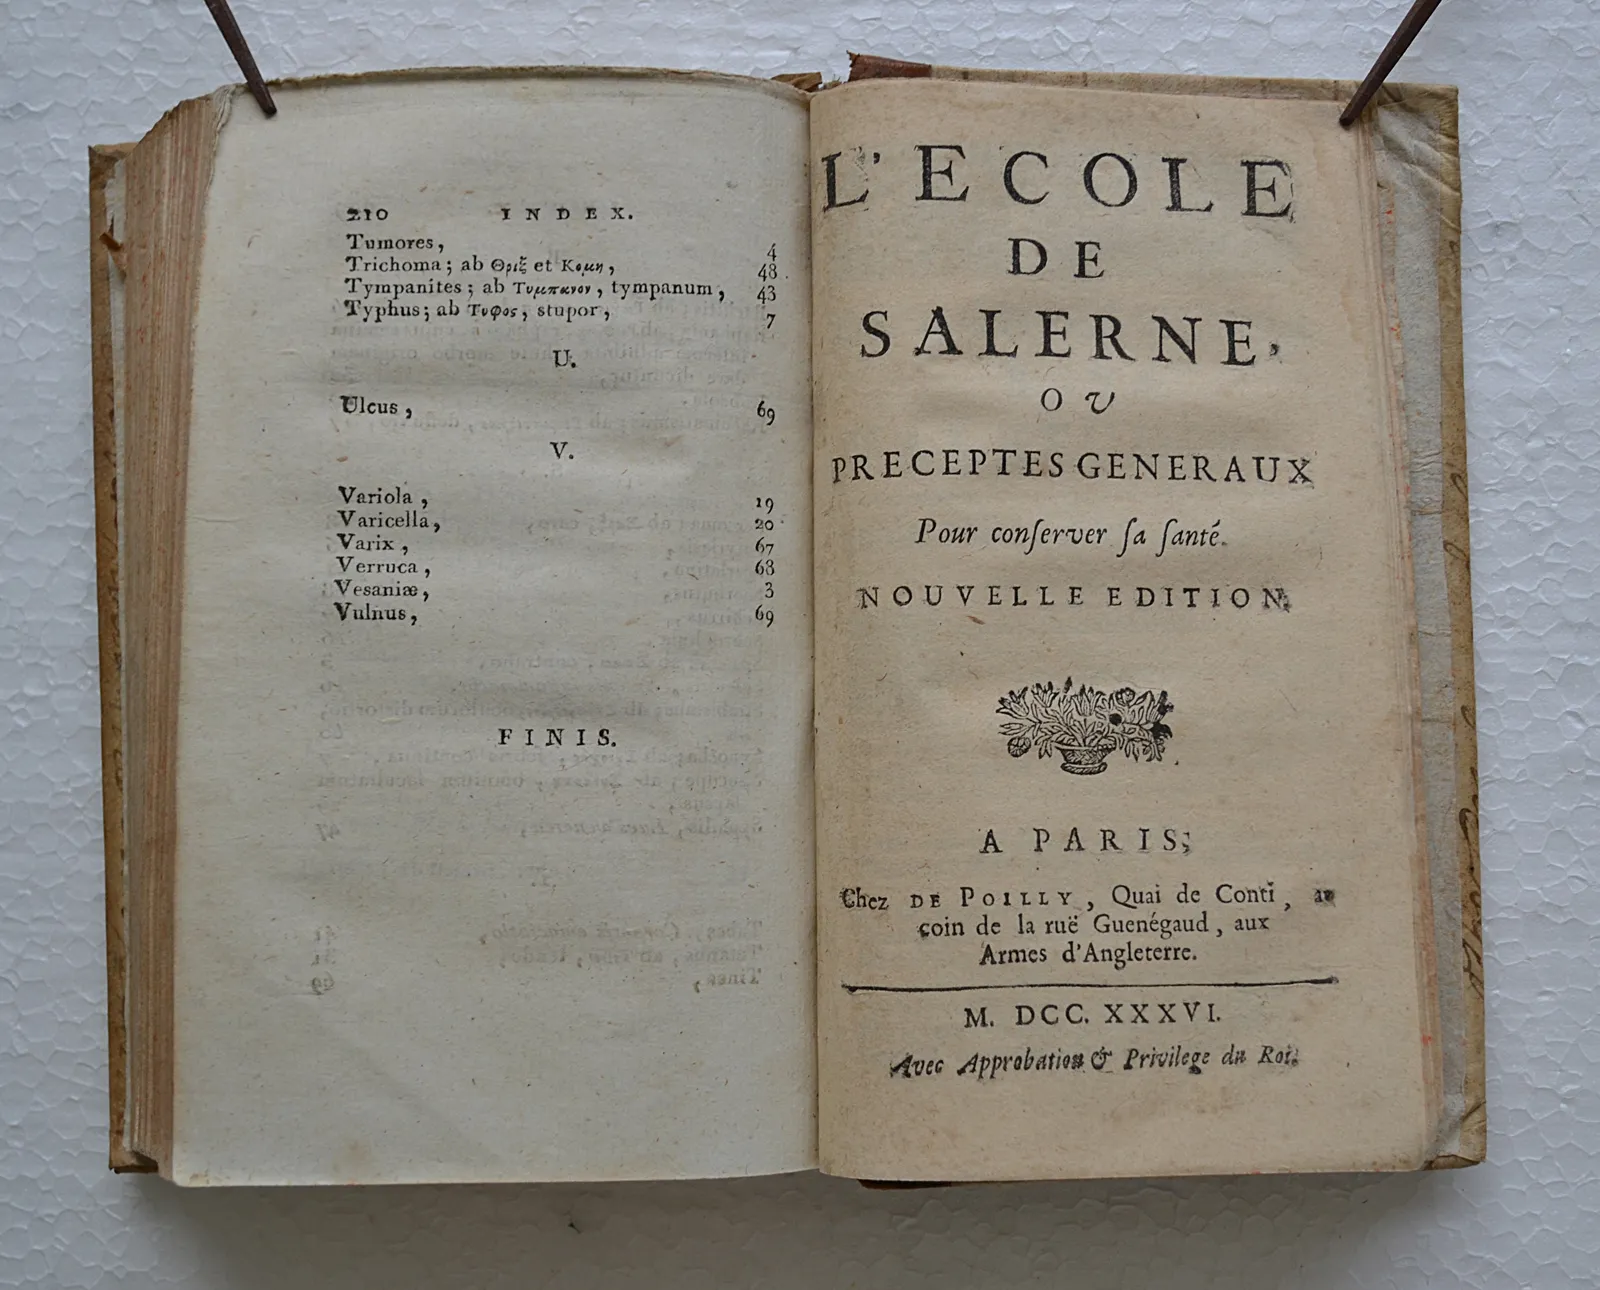 210 INDEX.
Tumores, 4
Trichoma; ab Θριξ et Κομη, 48
Tympanites; ab Τυμπανον, tympanum, 43
Typhus; ab Τυφος, stupor, 7
U.
Ulcus, 69
V.
Variola, 19
Varicella, 20
Varix, 67
Verruca, 68
Vesaniæ, 3
Vulnus, 69
FINIS.
L'ECOLE
DE
SALERNE,
OU
PRECEPTES GENERAUX
Pour conſerver ſa ſanté.
NOUVELLE EDITION.
A PARIS;
Chez DE POILLY, Quai de Conti, au
coin de la ruë Guenégaud, aux
Armes d'Angleterre.
M. DCC. XXXVI.
Avec Approbation & Privilege du Roi.